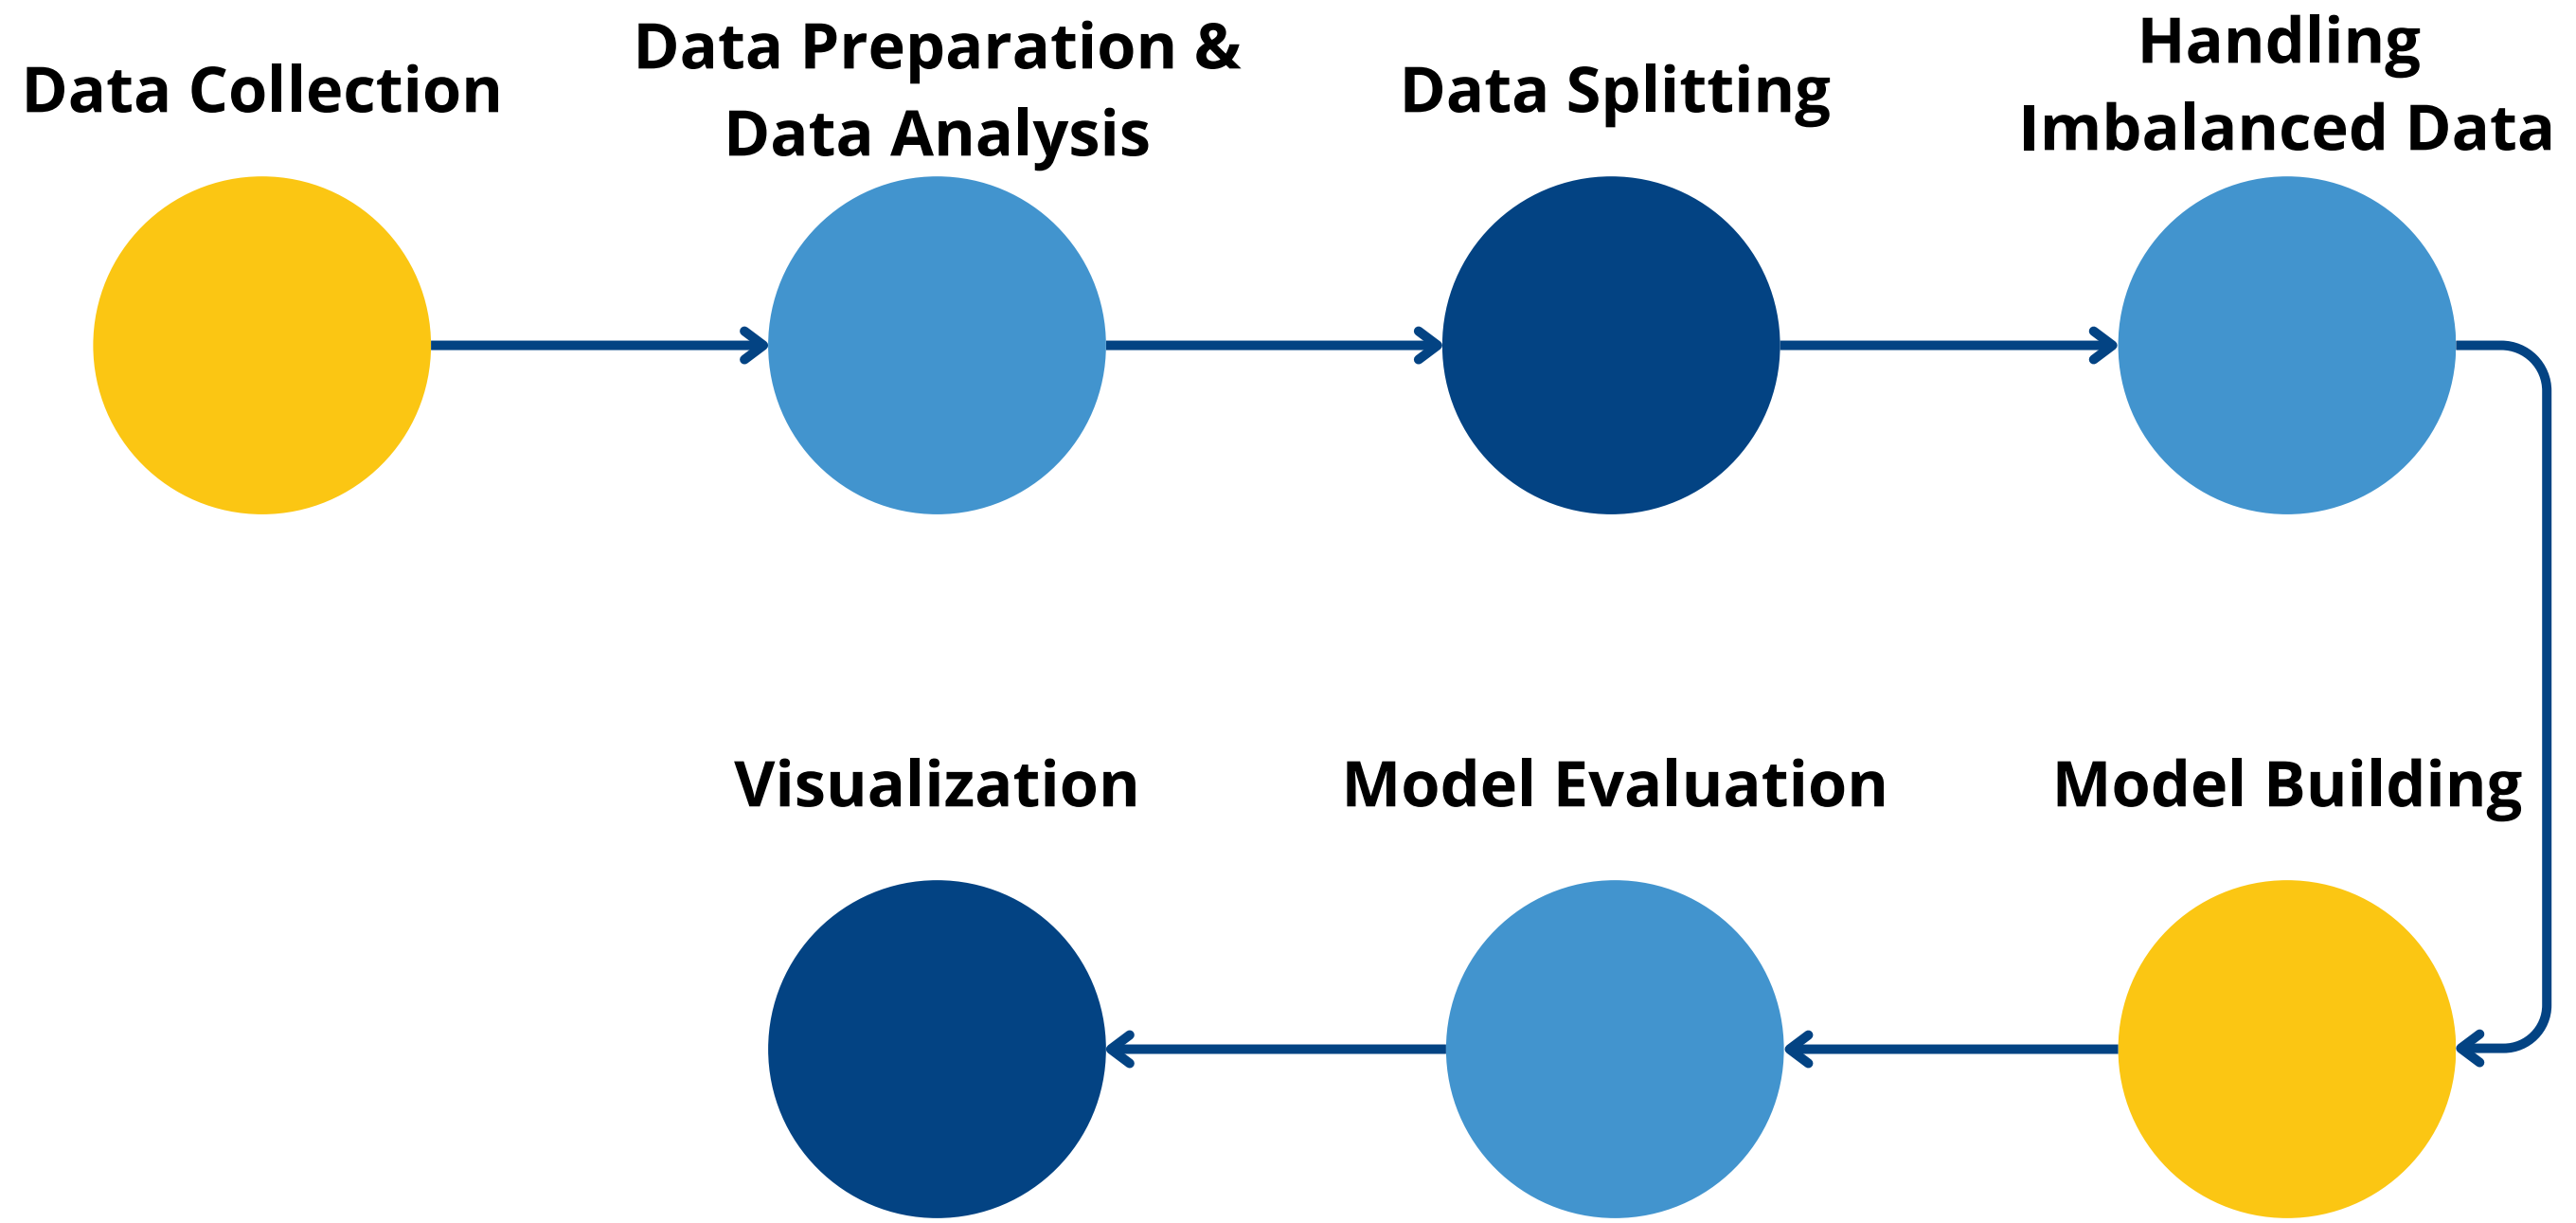 Data Collection
Data Preparation &
Data Analysis
Data Splitting
Handling
Imbalanced Data
Visualization
Model Evaluation
Model Building